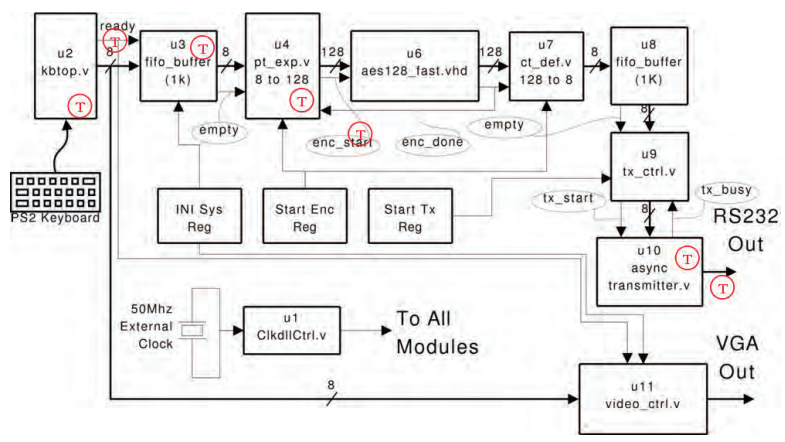 ready
T
u2
kbtop.v
T
8
u3
T
fifo_buffer
(1k)
8
u4
pt_exp.v
8 to 128
T
128
u6
aes128_fast.vhd
128
u7
ct_def.v
128 to 8
8
u8
fifo_buffer
(1K)
empty
T
enc_start
enc_done
empty
8
u9
tx_ctrl.v
PS2 Keyboard
INI Sys
Reg
Start Enc
Reg
Start Tx
Reg
tx_start
8
tx_busy
RS232
Out
u10
T
async
transmitter.v
T
50Mhz
External
Clock
u1
ClkdllCtrl.v
To All
Modules
VGA
Out
8
u11
video_ctrl.v